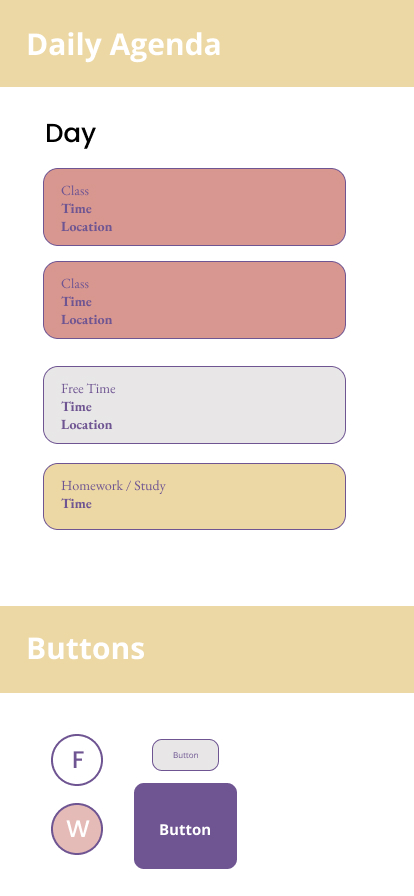 Daily Agenda
Day
Class
Time
Location
Class
Time
Location
Free Time
Time
Location
Homework / Study
Time
Buttons
F
Button
W
Button